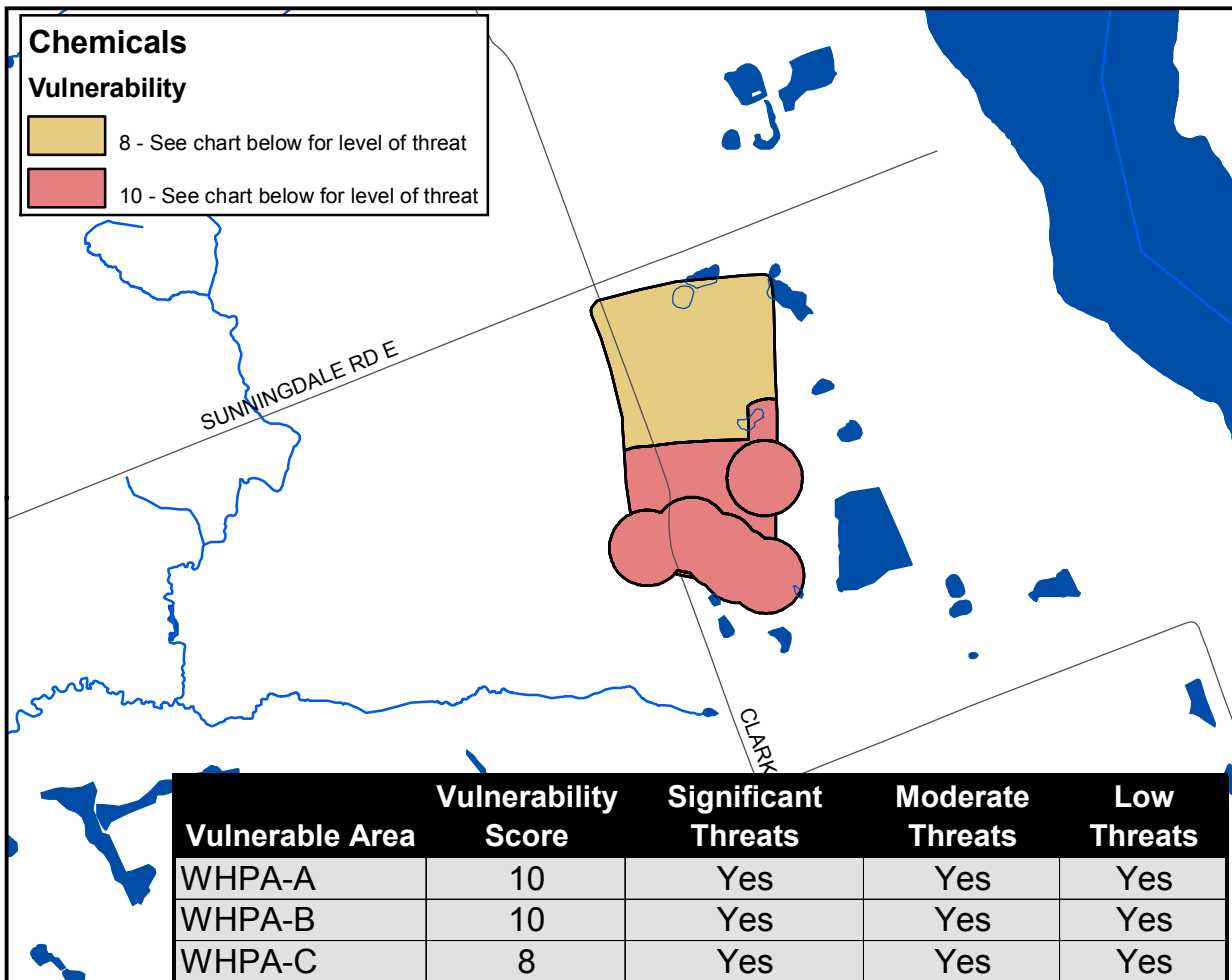 Chemicals
Vulnerability
8 - See chart below for level of threat
10 - See chart below for level of threat
SUNNINGDALE RD E
CLARK
Vulnerable Area Vulnerability Score Significant Threats Moderate Threats Low Threats
WHPA-A 10 Yes Yes Yes
WHPA-B 10 Yes Yes Yes
WHPA-C 8 Yes Yes Yes